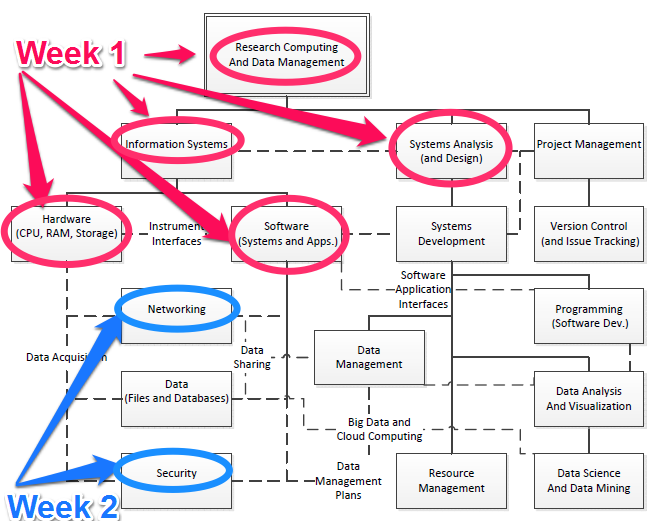 Week 1
Research Computing
And Data Management
Information Systems
Systems Analysis
(and Design)
Project Management
Hardware
(CPU, RAM, Storage)
Instrument
Interfaces
Software
(Systems and Apps.)
Systems
Development
Version Control
(and Issue Tracking)
Software
Application
Interfaces
Networking
Programming
(Software Dev.)
Data Acquisition
Data
Sharing
Data
Management
Data
(Files and Databases)
Data Analysis
And Visualization
Big Data and
Cloud Computing
Security
Data
Management
Plans
Resource
Management
Data Science
And Data Mining
Week 2